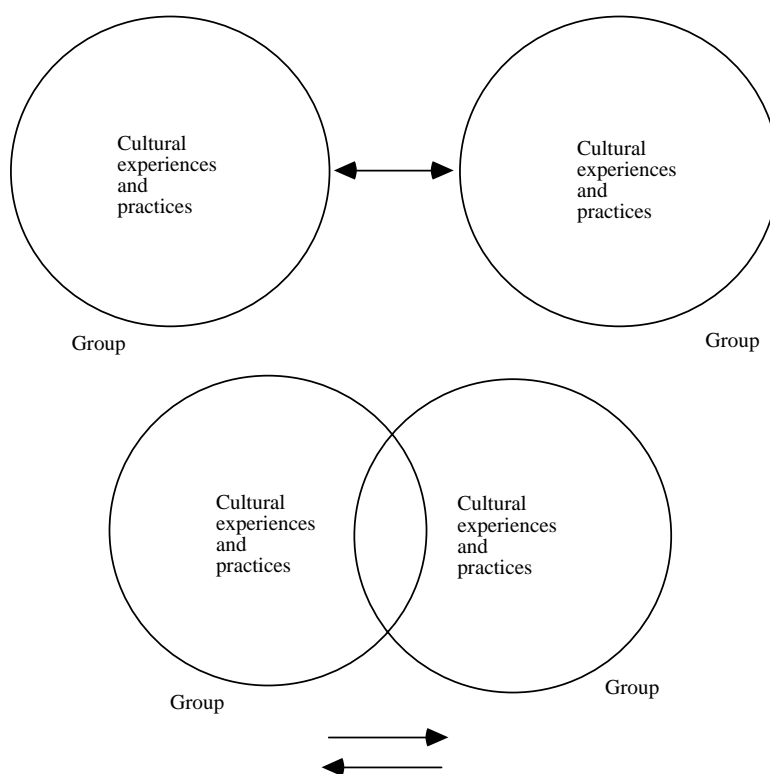 Cultural
experiences
and
practices
Cultural
experiences
and
practices
Group
Group
Cultural
experiences
and
practices
Cultural
experiences
and
practices
Group
Group